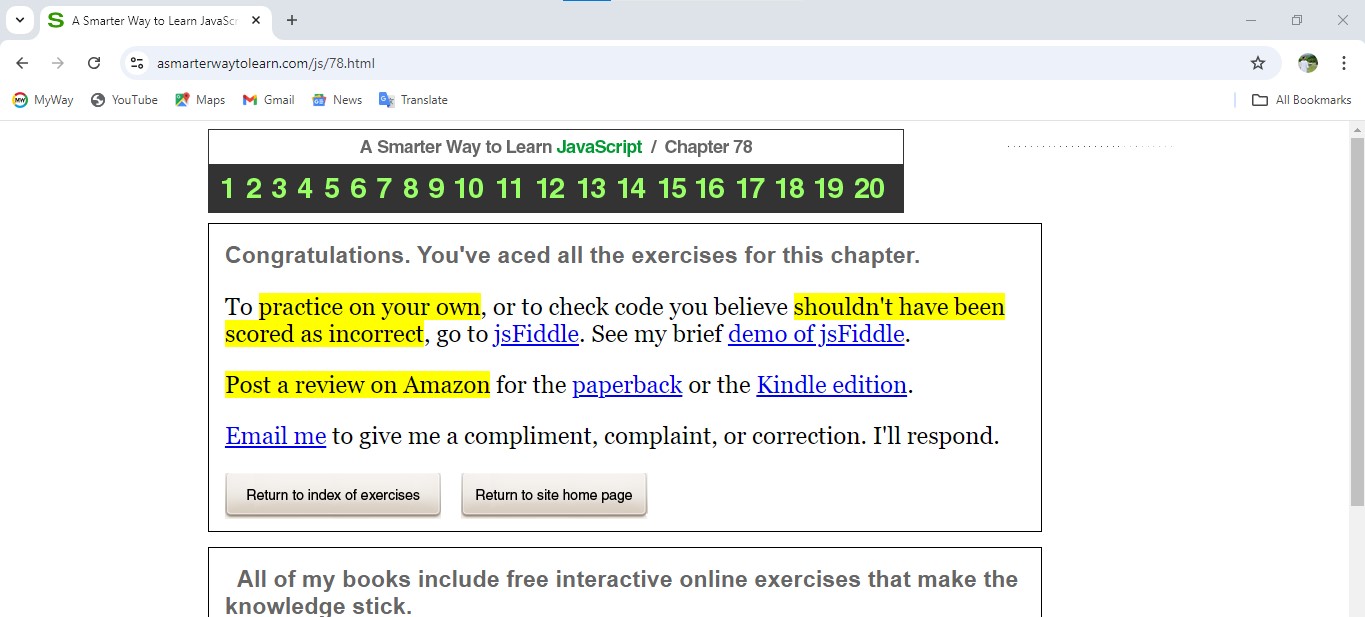 A Smarter Way to Learn JavaScr
asmarterwaytolearn.com/js/78.html
MyWay YouTube Maps Gmail News Translate All Bookmarks
A Smarter Way to Learn JavaScript / Chapter 78
1 2 3 4 5 6 7 8 9 10 11 12 13 14 15 16 17 18 19 20
Congratulations. You've aced all the exercises for this chapter.
To practice on your own, or to check code you believe shouldn't have been
scored as incorrect, go to jsFiddle. See my brief demo of jsFiddle.
Post a review on Amazon for the paperback or the Kindle edition.
Email me to give me a compliment, complaint, or correction. I'll respond.
Return to index of exercises Return to site home page
All of my books include free interactive online exercises that make the
knowledge stick.